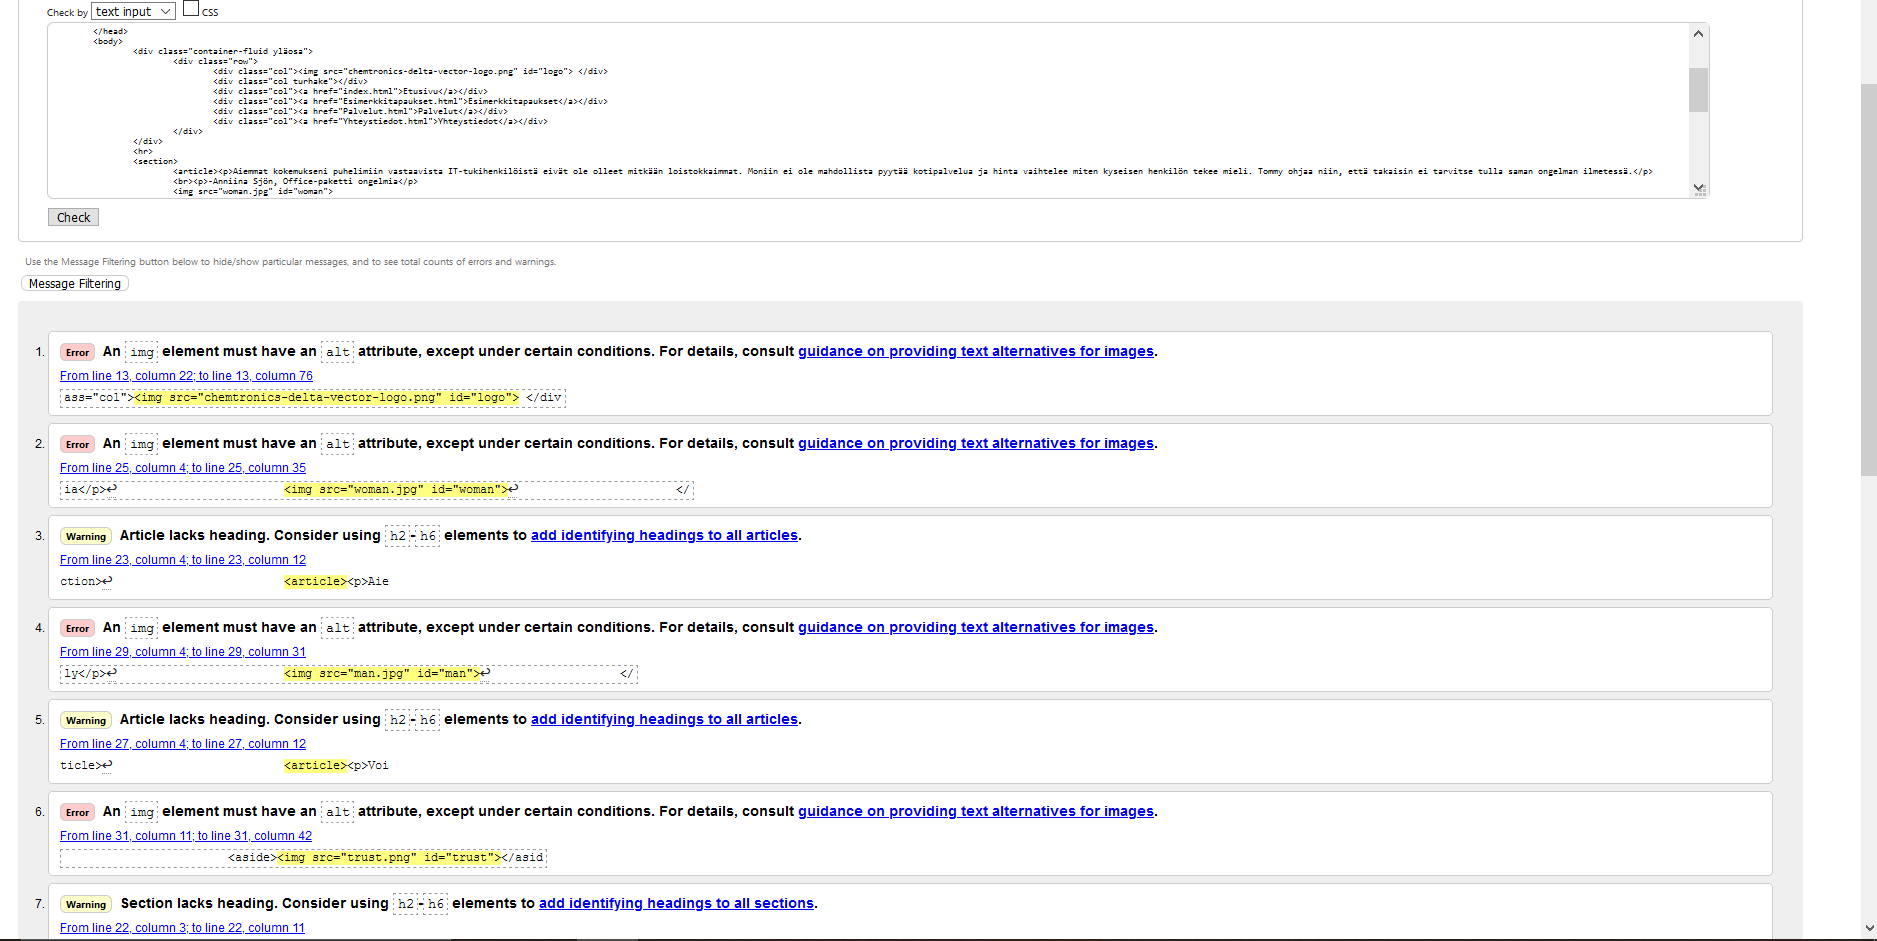 Check by text input CSS
</head>
<body>
<div class="container-fluid yläosa">
<div class="row">
<div class="col"><img src="chemtronics-delta-vector-logo.png" id="logo"> </div>
<div class="col turhake"></div>
<div class="col"><a href="index.html">Etusivu</a></div>
<div class="col"><a href="Esimerkkitapaukset.html">Esimerkkitapaukset</a></div>
<div class="col"><a href="Palvelut.html">Palvelut</a></div>
<div class="col"><a href="Yhteystiedot.html">Yhteystiedot</a></div>
</div>
</div>
<hr>
<section>
<article><p>Aiemmat kokemukseni puhelimiin vastaavista IT-tukihenkilöistä eivät ole olleet mitkään loistokkaimmat. Moniin ei ole mahdollista pyytää kotipalvelua ja hinta vaihtelee miten kyseisen henkilön tekee mieli. Tommy ohjaa niin, että takaisin ei tarvitse tulla saman ongelman ilmetessä.</p>
<br><p>-Anniina Sjön, Office-paketti ongelmia</p>
<img src="woman.jpg" id="woman">
Check
Use the Message Filtering button below to hide/show particular messages, and to see total counts of errors and warnings.
Message Filtering
1. Error An img element must have an alt attribute, except under certain conditions. For details, consult guidance on providing text alternatives for images.
From line 13, column 22; to line 13, column 76
ass="col"><img src="chemtronics-delta-vector-logo.png" id="logo"> </div
2. Error An img element must have an alt attribute, except under certain conditions. For details, consult guidance on providing text alternatives for images.
From line 25, column 4; to line 25, column 35
ia</p>↩ <img src="woman.jpg" id="woman">↩ </
3. Warning Article lacks heading. Consider using h2-h6 elements to add identifying headings to all articles.
From line 23, column 4; to line 23, column 12
ction>↩ <article><p>Aie
4. Error An img element must have an alt attribute, except under certain conditions. For details, consult guidance on providing text alternatives for images.
From line 29, column 4; to line 29, column 31
ly</p>↩ <img src="man.jpg" id="man">↩ </
5. Warning Article lacks heading. Consider using h2-h6 elements to add identifying headings to all articles.
From line 27, column 4; to line 27, column 12
ticle>↩ <article><p>Voi
6. Error An img element must have an alt attribute, except under certain conditions. For details, consult guidance on providing text alternatives for images.
From line 31, column 11; to line 31, column 42
<aside><img src="trust.png" id="trust"></asid
7. Warning Section lacks heading. Consider using h2-h6 elements to add identifying headings to all sections.
From line 22, column 3; to line 22, column 11